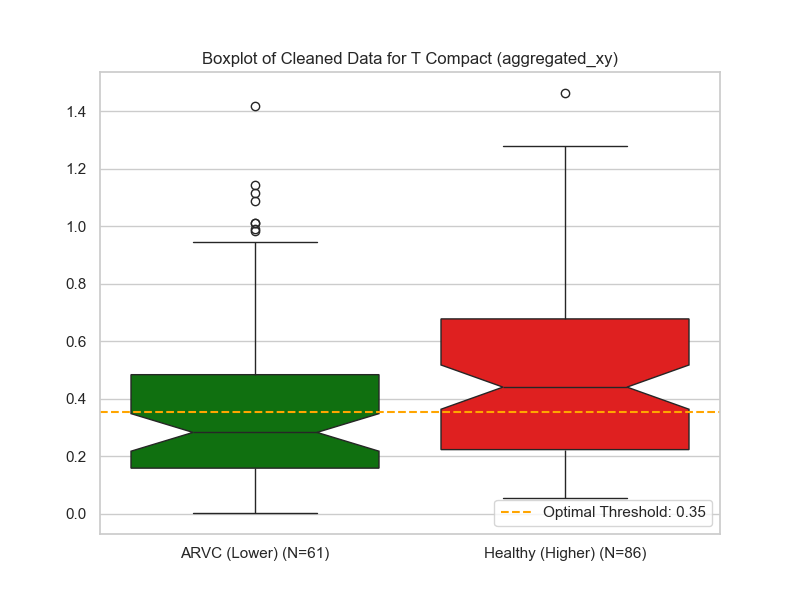 Boxplot of Cleaned Data for T Compact (aggregated_xy)
1.4
1.2
1.0
0.8
0.6
0.4
0.2
0.0
Optimal Threshold: 0.35
ARVC (Lower) (N=61)
Healthy (Higher) (N=86)